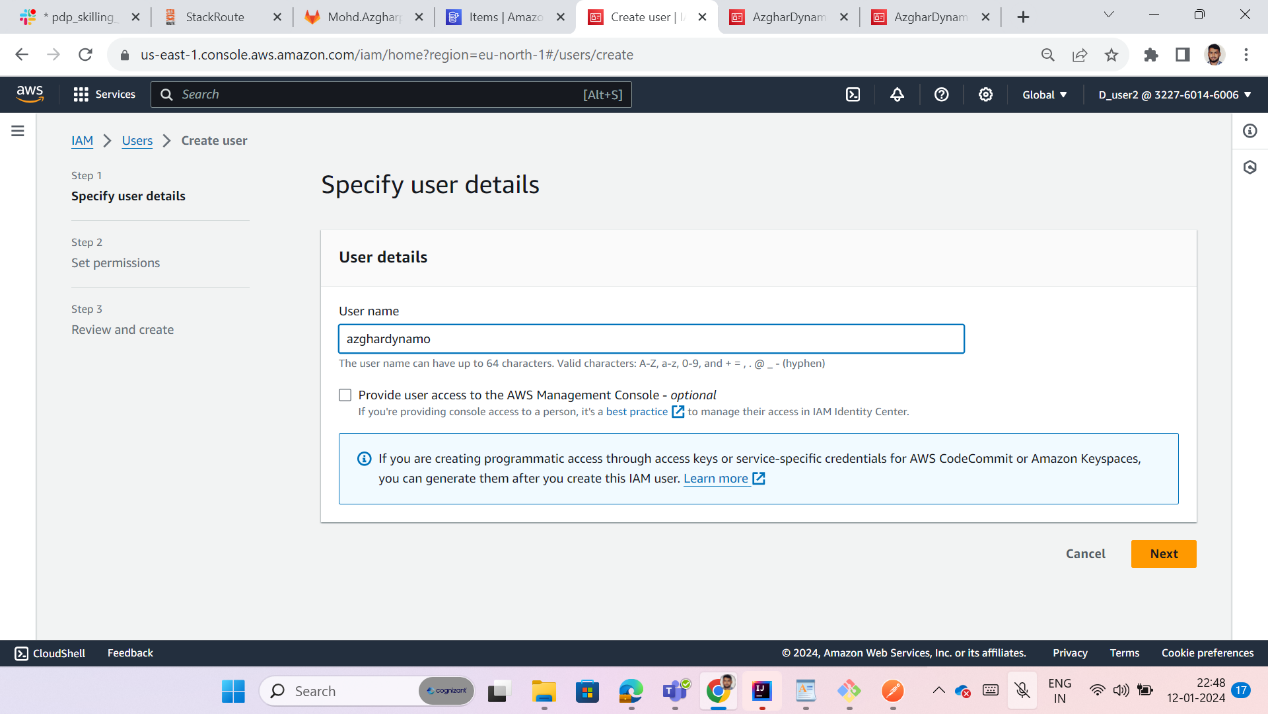 * pdp_skilling_
StackRoute
Mohd.Azgharp
Items | Amazo
Create user | I
AzgharDynam
AzgharDynam
us-east-1.console.aws.amazon.com/iam/home?region=eu-north-1#/users/create
aws
Services
Search
[Alt+S]
Global
D_user2 @ 3227-6014-6006
IAM
Users
Create user
Step 1
Specify user details
Step 2
Set permissions
Step 3
Review and create
Specify user details
User details
User name
azghardynamo
The user name can have up to 64 characters. Valid characters: A-Z, a-z, 0-9, and + = , . @ _ - (hyphen)
Provide user access to the AWS Management Console - optional
If you're providing console access to a person, it's a best practice to manage their access in IAM Identity Center.
If you are creating programmatic access through access keys or service-specific credentials for AWS CodeCommit or Amazon Keyspaces,
you can generate them after you create this IAM user. Learn more
Cancel
Next
CloudShell
Feedback
© 2024, Amazon Web Services, Inc. or its affiliates.
Privacy
Terms
Cookie preferences
Search
cognizant
ENG
IN
22:48
12-01-2024
17